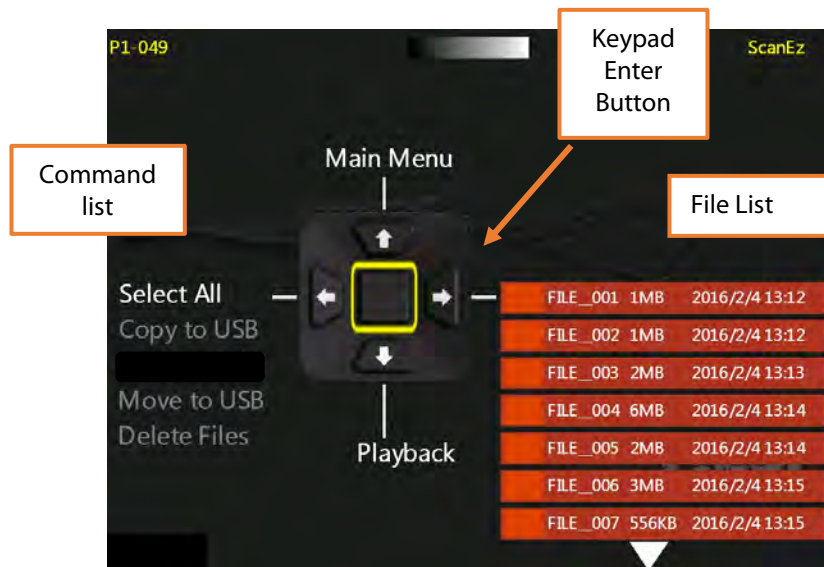 P1-049
ScanEz
Keypad
Enter
Button
Command
list
Main Menu
File List
Select All
Copy to USB
Move to USB
Delete Files
Playback
FILE_001 1MB 2016/2/4 13:12
FILE_002 1MB 2016/2/4 13:12
FILE_003 2MB 2016/2/4 13:13
FILE_004 6MB 2016/2/4 13:14
FILE_005 2MB 2016/2/4 13:14
FILE_006 3MB 2016/2/4 13:15
FILE_007 556KB 2016/2/4 13:15